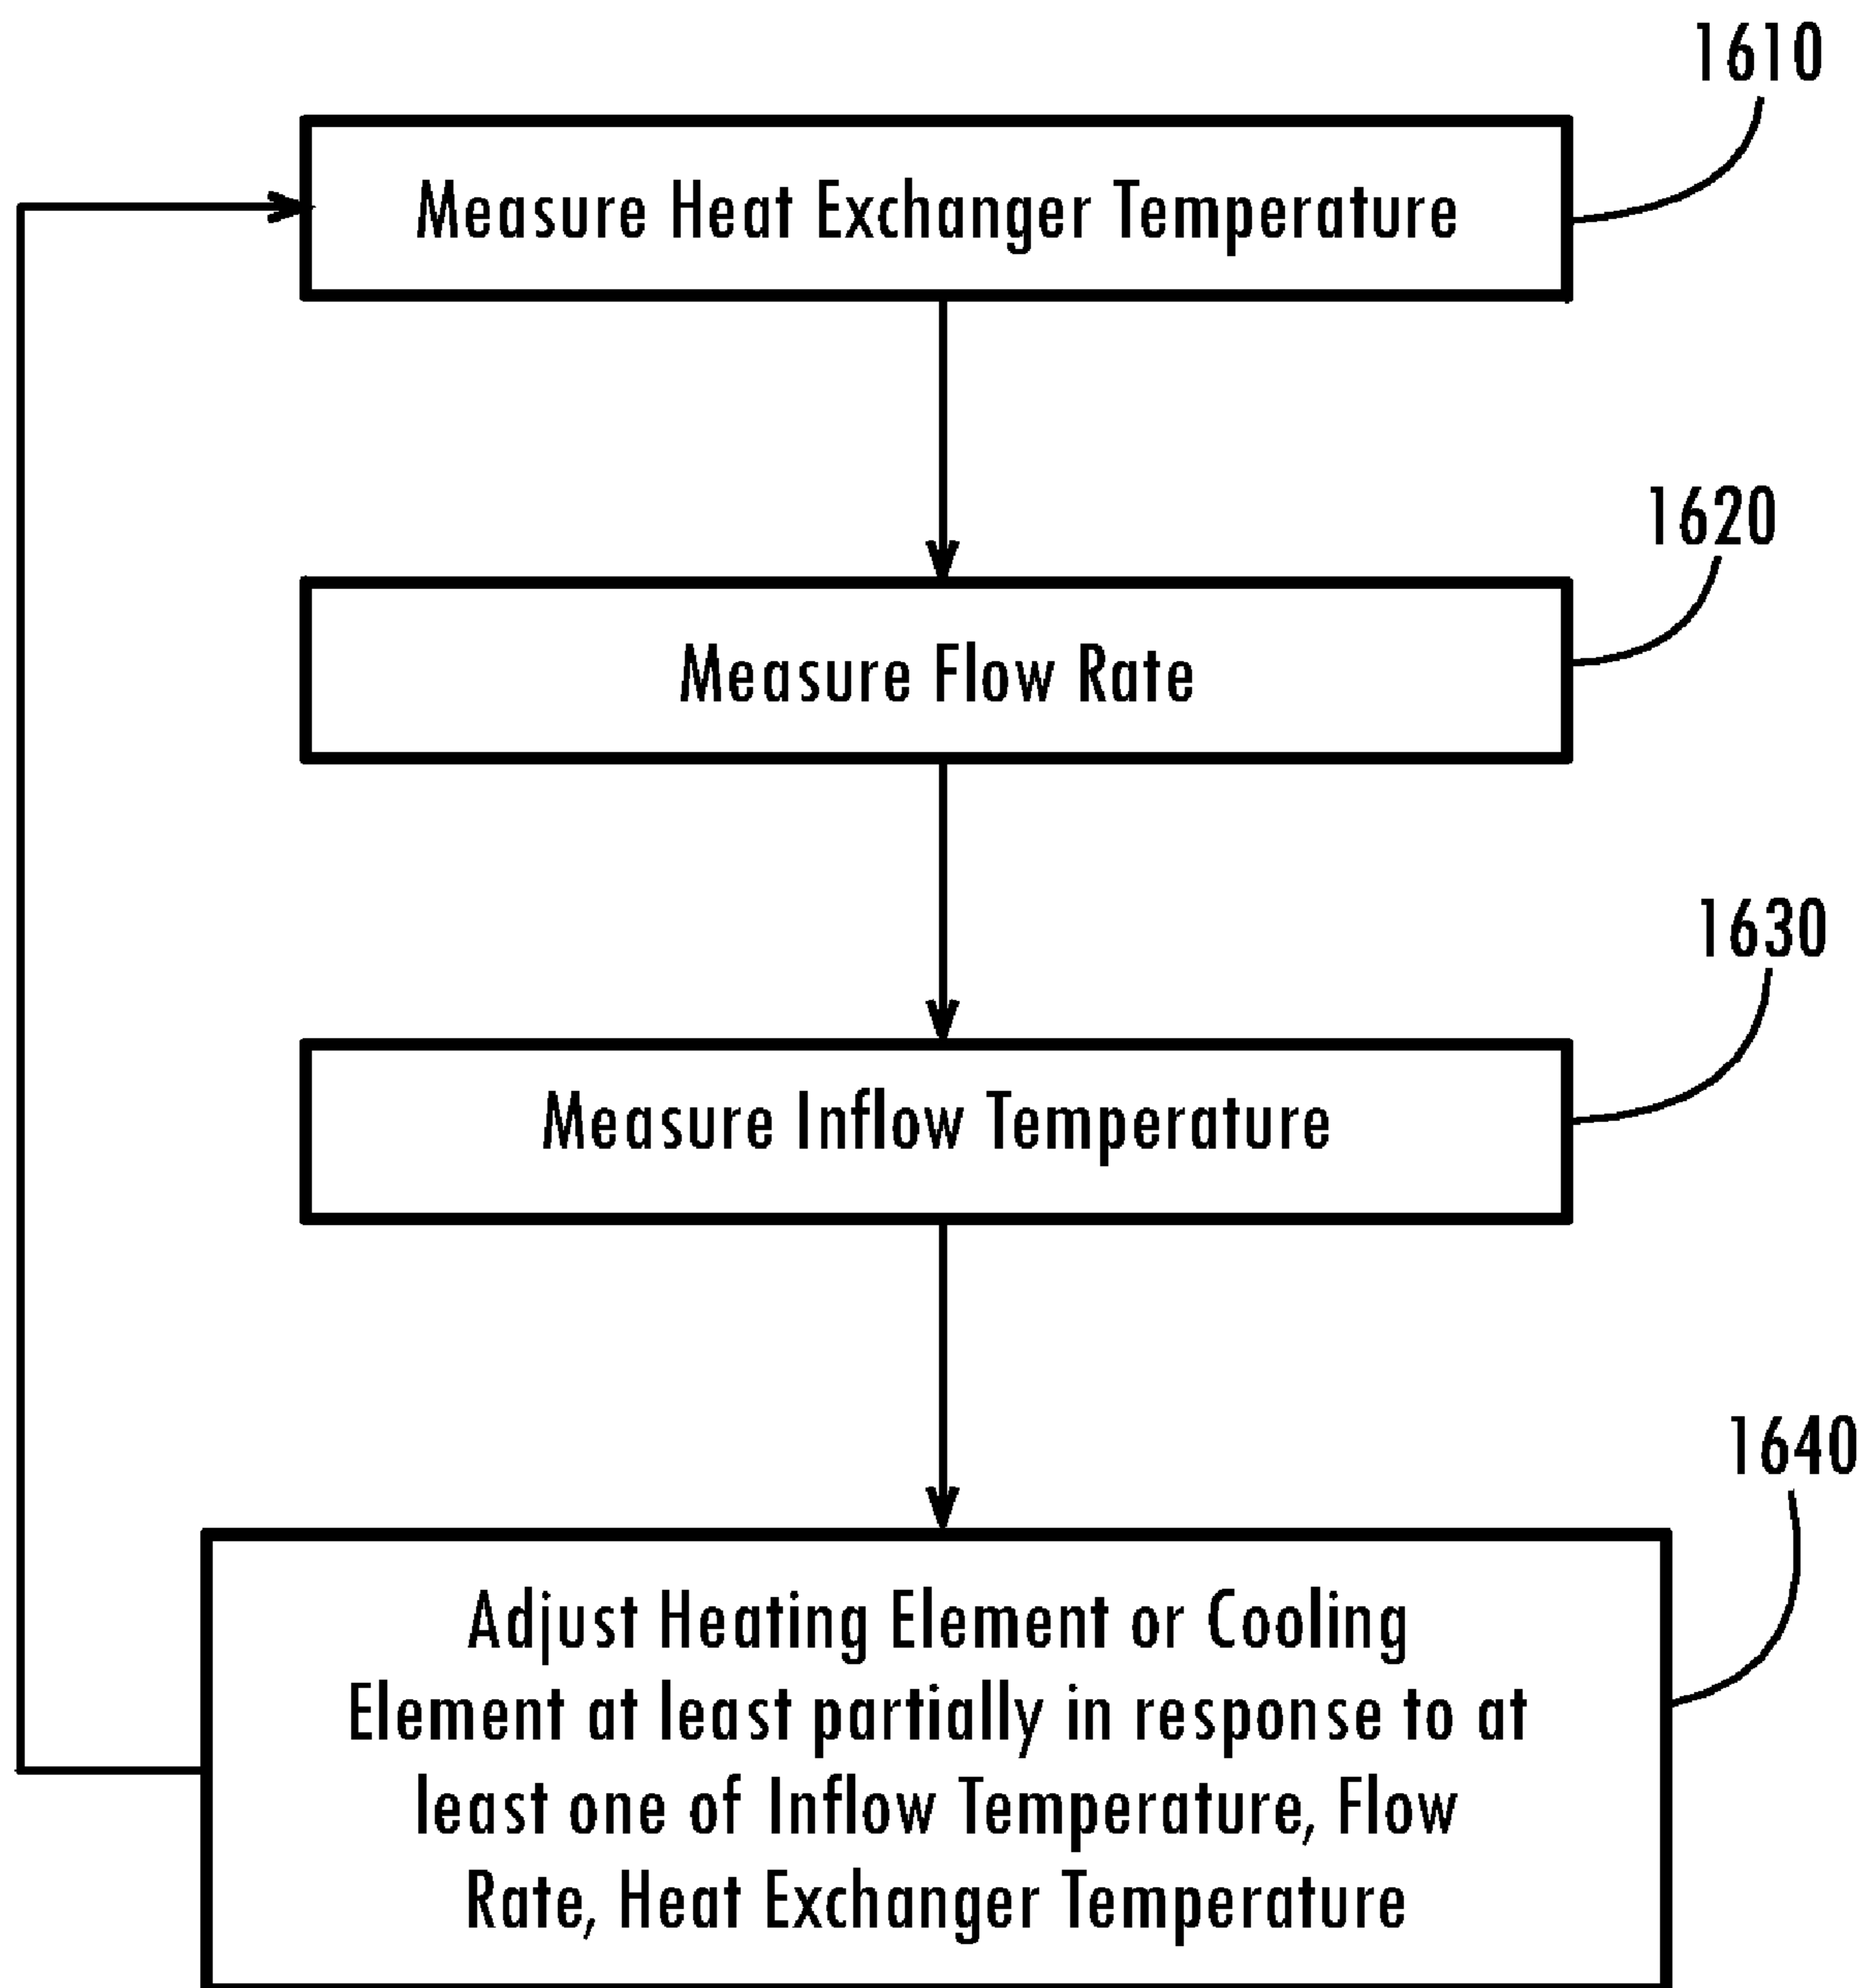 1610
Measure Heat Exchanger Temperature
1620
Measure Flow Rate
1630
Measure Inflow Temperature
1640
Adjust Heating Element or Cooling
Element at least partially in response to at
least one of Inflow Temperature, Flow
Rate, Heat Exchanger Temperature